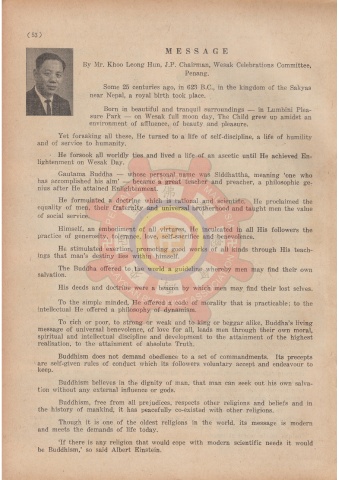 (52)
MESSAGE
By Mr. Khoo Leong Hun, J.P. Chairman, Wesak Celebrations Committee,
Penang.
Some 25 centuries ago, in 623 B.C., in the kingdom of the Sakyas
near Nepal, a royal birth took place.
Born in beautiful and tranquil surroundings — in Lumbini Plea-
sure Park — on Wesak full moon day, The Child grew up amidst an
environment of affluence, of beauty and pleasure.
Yet forsaking all these, He turned to a life of self-discipline, a life of humility
and of service to humanity.
He forsook all worldly ties and lived a life of an ascetic until He achieved En-
lightenment on Wesak Day.
Gautama Buddha — whose personal name was Siddhattha, meaning 'one who
has accomplished his aim' — became a great teacher and preacher, a philosophic ge-
nius after He attained Enlightenment.
He formulated a doctrine which is rational and scientific. He proclaimed the
equality of men, their fraternity and universal brotherhood and taught men the value
of social service.
Himself, an embodiment of all virtues, He inculcated in all His followers the
practice of generosity, tolerance, love, self-sacrifice and benevolence.
He stimulated exertion, promoting good works of all kinds through His teach-
ings that man's destiny lies within himself.
The Buddha offered to the world a guideline whereby men may find their own
salvation.
His deeds and doctrine were a beacon by which men may find their lost selves.
To the simple minded, He offered a code of morality that is practicable: to the
intellectual He offered a philosophy of dynamism.
To rich or poor, to strong or weak and to king or beggar alike, Buddha's living
message of universal benevolence, of love for all, leads men through their own moral,
spiritual and intellectual discipline and development to the attainment of the highest
realisation, to the attainment of absolute Truth.
Buddhism does not demand obedience to a set of commandments. Its precepts
are self-given rules of conduct which its followers voluntary accept and endeavour to
keep.
Buddhism believes in the dignity of man, that man can seek out his own salva-
tion without any external influence or gods.
Buddhism, free from all prejudices, respects other religions and beliefs and in
the history of mankind, it has peacefully co-existed with other religions.
Though it is one of the oldest religions in the world, its message is modern
and meets the demands of life today.
'If there is any religion that would cope with modern scientific needs it would
be Buddhism,' so said Albert Einstein.